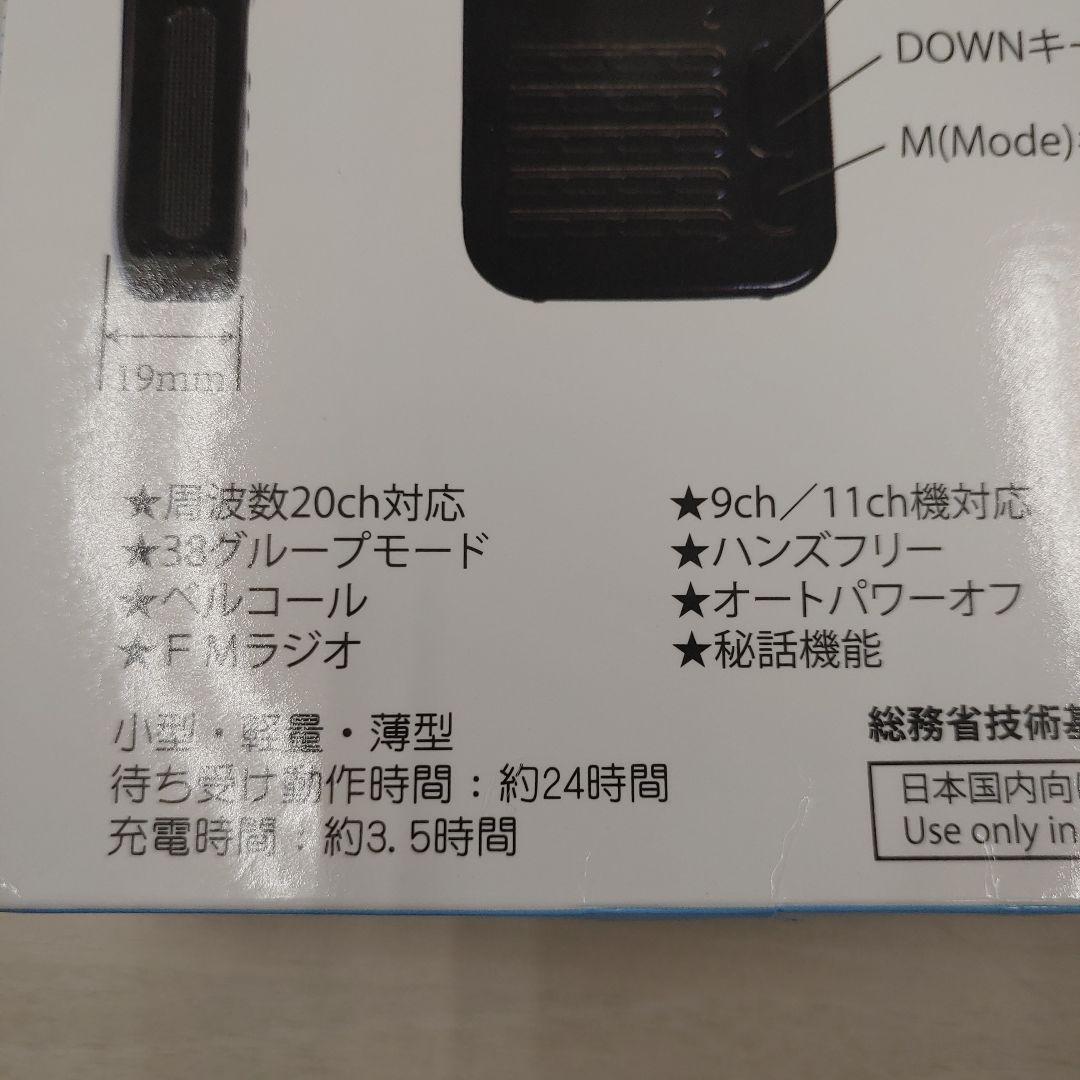 DOWNキー
M(Mode)
19mm
★周波数20ch対応
★38グループモード
★ベルコール
★FMラジオ
★9ch/11ch機対応
★ハンズフリー
★オートパワーオフ
★秘話機能
小型・軽量・薄型
待ち受け動作時間:約24時間
充電時間:約3.5時間
総務省技術基
日本国内向
Use only in